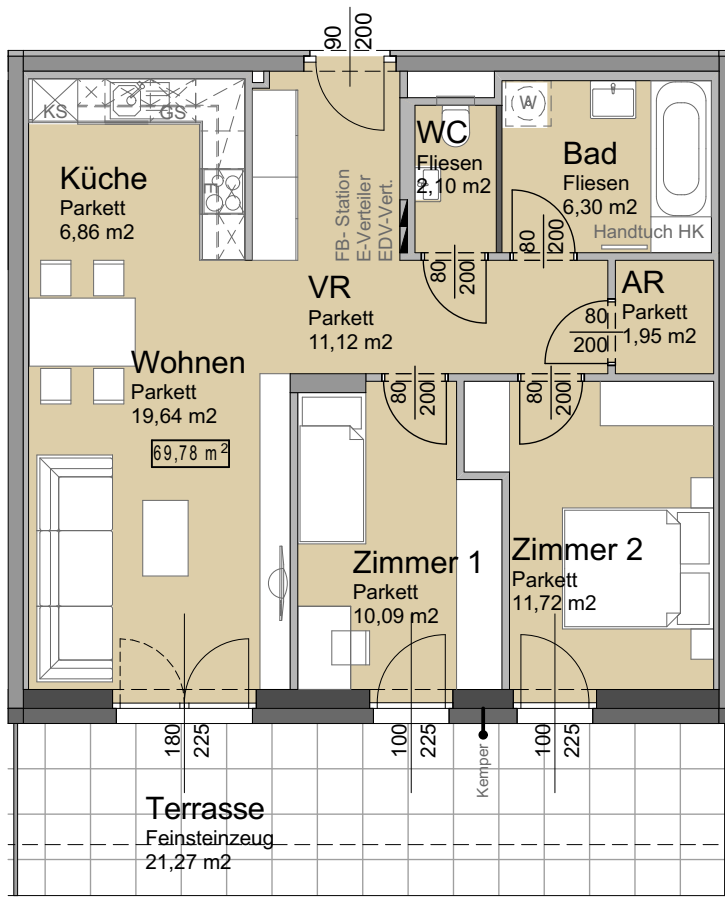 90
200
KS
GS
W
WC
Fliesen
2,10 m2
Bad
Fliesen
6,30 m2
Küche
Parkett
6,86 m2
E
FB- Station
E-Verteiler
EDV-Vert.
Handtuch HK
80
200
80
200
VR
Parkett
11,12 m2
AR
Parkett
1,95 m2
80
200
Wohnen
Parkett
19,64 m2
69,78 m²
80
200
80
200
Zimmer 1
Parkett
10,09 m2
Zimmer 2
Parkett
11,72 m2
180
225
100
225
Kemper
100
225
Terrasse
Feinsteinzeug
21,27 m2